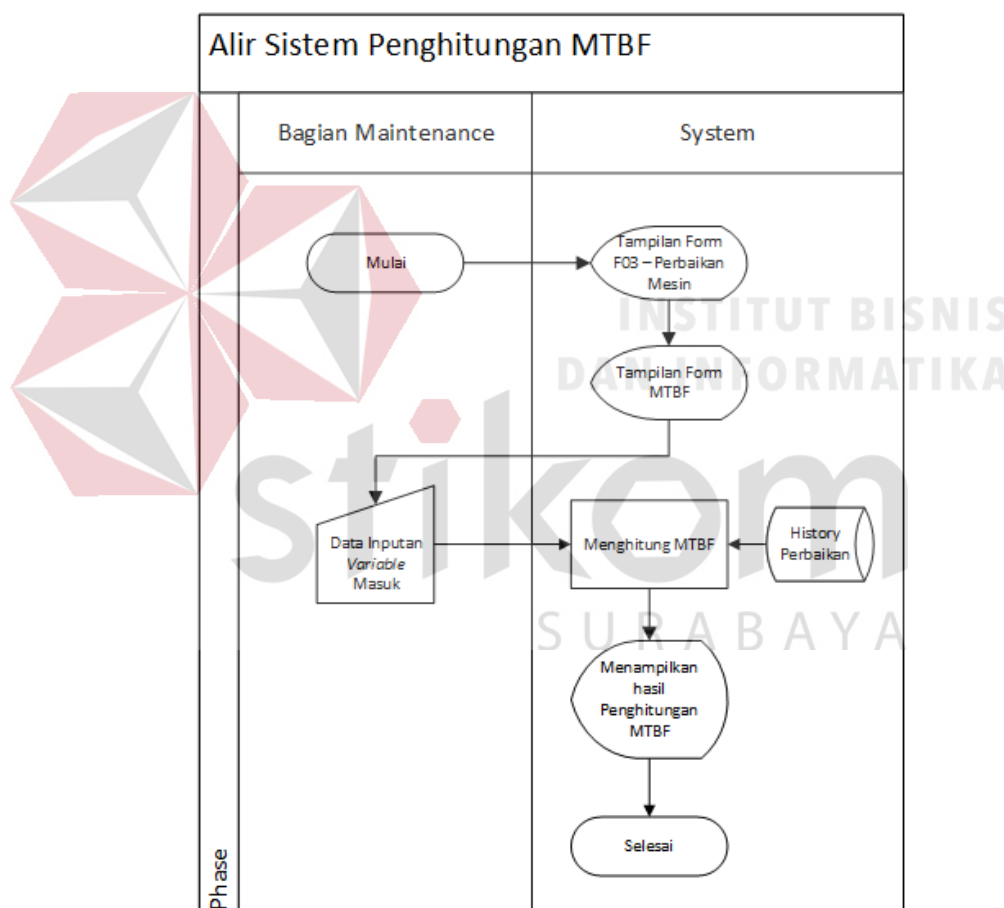 Alir Sistem Penghitungan MTBF
Bagian Maintenance
System
Mulai
Tampilan Form
F03 – Perbaikan
Mesin
Tampilan Form
MTBF
Data Inputan
Variable
Masuk
Menghitung MTBF
History
Perbaikan
Menampilkan
hasil
Penghitungan
MTBF
Selesai
Phase
INSTITUT BISNIS
DAN INFORMATIKA
stikom
SURABAYA